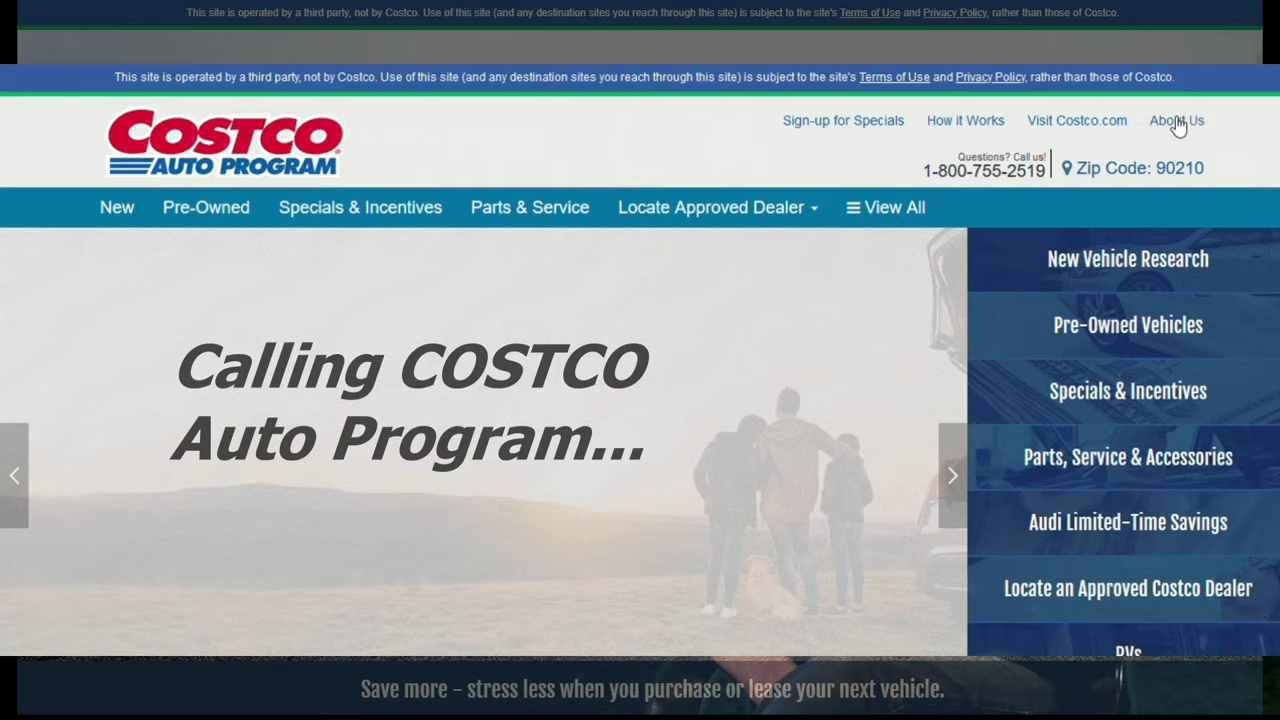 This site is operated by a third party, not by Costco. Use of this site (and any destination sites you reach through this site) is subject to the site's Terms of Use and Privacy Policy, rather than those of Costco.
This site is operated by a third party, not by Costco. Use of this site (and any destination sites you reach through this site) is subject to the site's Terms of Use and Privacy Policy, rather than those of Costco.
COSTCO
AUTO PROGRAM
Sign-up for Specials How it Works Visit Costco.com About Us
Questions? Call us!
1-800-755-2519 Zip Code: 90210
New Pre-Owned Specials & Incentives Parts & Service Locate Approved Dealer View All
Calling COSTCO
Auto Program...
New Vehicle Research
Pre-Owned Vehicles
Specials & Incentives
Parts, Service & Accessories
Audi Limited-Time Savings
Locate an Approved Costco Dealer
RVs
Save more – stress less when you purchase or lease your next vehicle.